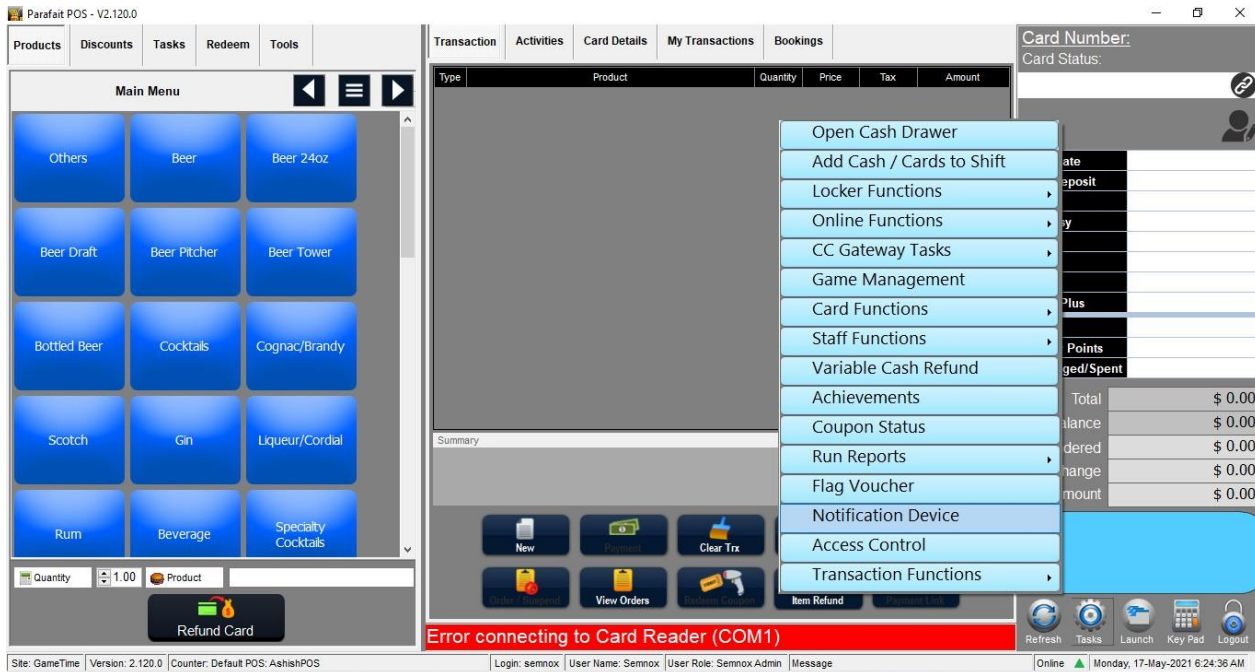 Parafait POS - V2.120.0
Products Discounts Tasks Redeem Tools
Main Menu
Others Beer Beer 24oz
Beer Draft Beer Pitcher Beer Tower
Bottled Beer Cocktails Cognac/Brandy
Scotch Gin Liqueur/Cordial
Rum Beverage Specialty
Cocktails
Quantity 1.00 Product
Refund Card
Transaction Activities Card Details My Transactions Bookings
Type Product Quantity Price Tax Amount
Summary
New Payment Clear Trx
Order / Suspend View Orders Redeem Coupon Item Refund Payment Link
Error connecting to Card Reader (COM1)
Open Cash Drawer
Add Cash / Cards to Shift
Locker Functions
Online Functions
CC Gateway Tasks
Game Management
Card Functions
Staff Functions
Variable Cash Refund
Achievements
Coupon Status
Run Reports
Flag Voucher
Notification Device
Access Control
Transaction Functions
Card Number:
Card Status:
ate
eposit
sy
Plus
Points
ged/Spent
Total $ 0.00
alance $ 0.00
dered $ 0.00
hange $ 0.00
mount $ 0.00
Refresh Tasks Launch Key Pad Logout
Site: GameTime Version: 2.120.0 Counter: Default POS: AshishPOS Login: semnox User Name: Semnox User Role: Semnox Admin Message Online Monday, 17-May-2021 6:24:36 AM